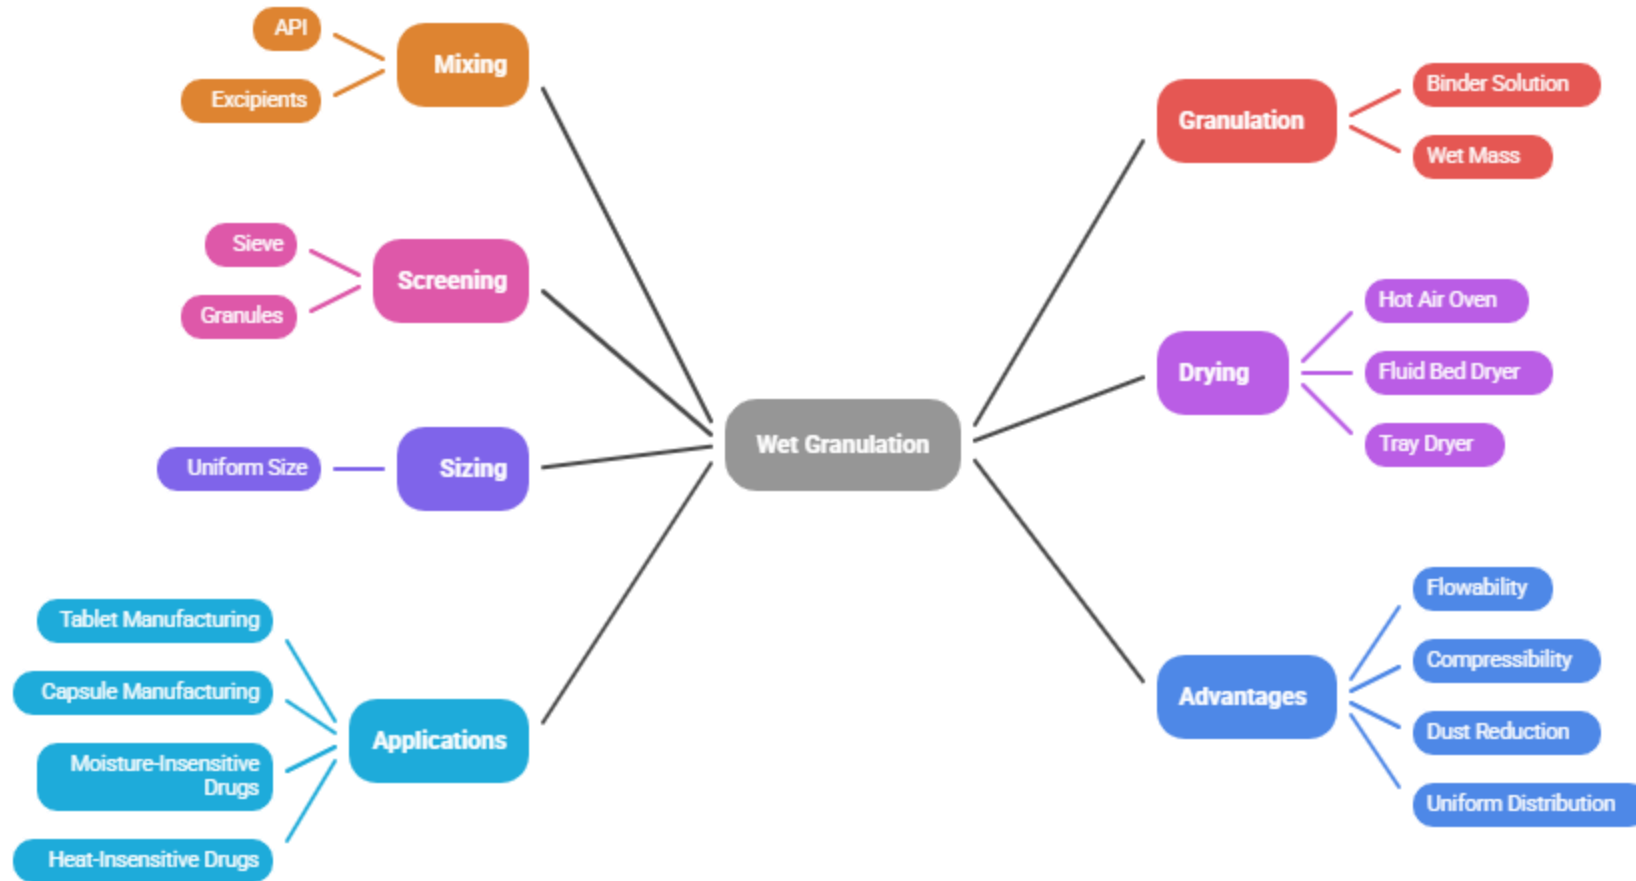 Wet Granulation
Mixing
API
Excipients
Screening
Sieve
Granules
Sizing
Uniform Size
Applications
Tablet Manufacturing
Capsule Manufacturing
Moisture-Insensitive
Drugs
Heat-Insensitive Drugs
Granulation
Binder Solution
Wet Mass
Drying
Hot Air Oven
Fluid Bed Dryer
Tray Dryer
Advantages
Flowability
Compressibility
Dust Reduction
Uniform Distribution